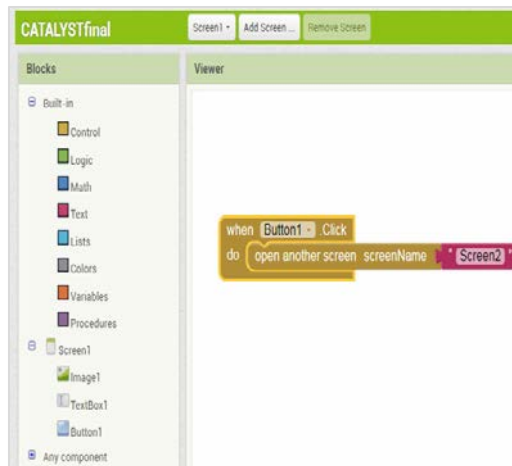 CATALYSTfinal
Screen1 Add Screen ... Remove Screen
Blocks
Viewer
Built-in
Control
Logic
Math
Text
Lists
Colors
Variables
Procedures
Screen1
Image1
TextBox1
Button1
Any component
when Button1 .Click
do open another screen screenName " Screen2 "